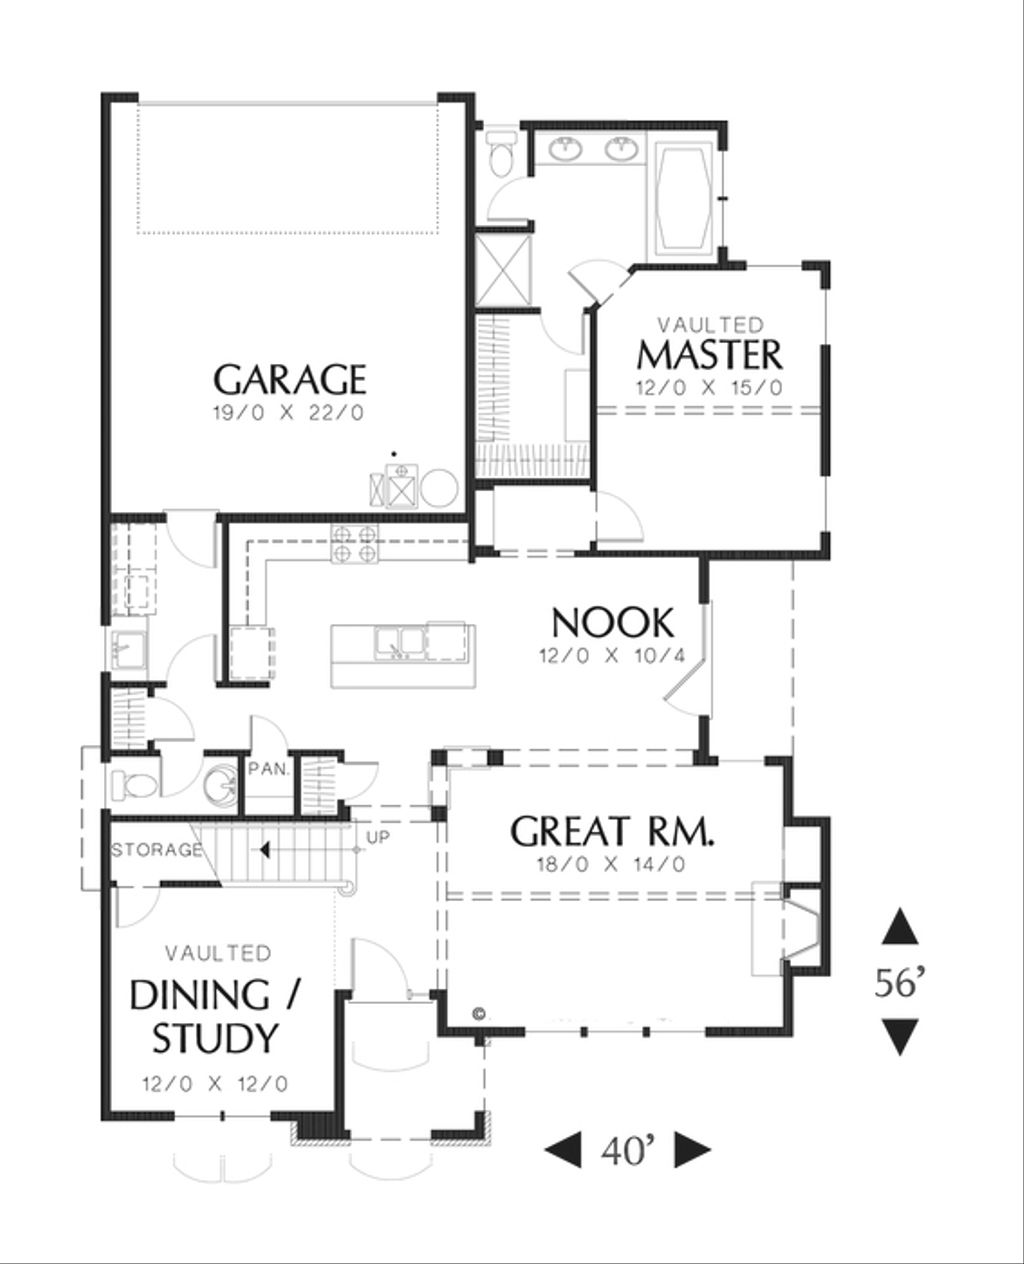 VAULTED
MASTER
12/0 X 15/0
GARAGE
19/0 X 22/0
NOOK
12/0 X 10/4
PAN.
UP
STORAGE
GREAT RM.
18/0 X 14/0
VAULTED
DINING /
STUDY
12/0 X 12/0
©
56'
40'